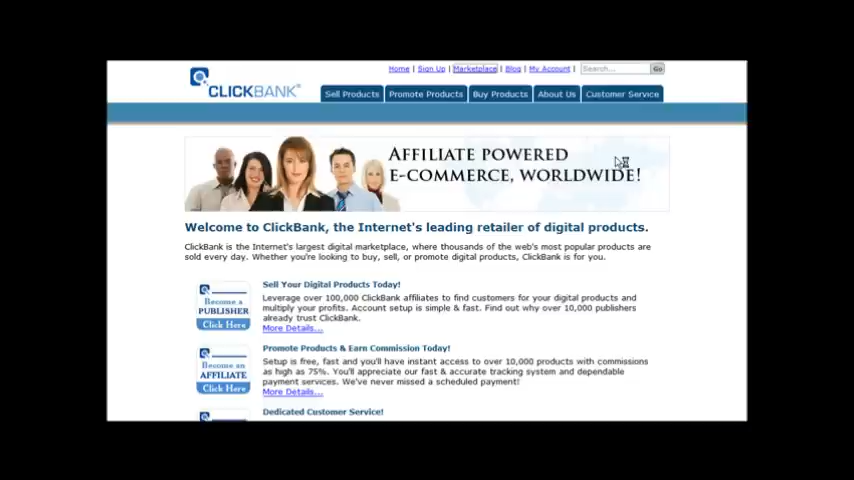 Home | Sign Up | Marketplace | Blog | My Account | Search... Go
CLICKBANK®
Sell Products Promote Products Buy Products About Us Customer Service
AFFILIATE POWERED
E-COMMERCE, WORLDWIDE!
Welcome to ClickBank, the Internet's leading retailer of digital products.
ClickBank is the Internet's largest digital marketplace, where thousands of the web's most popular products are
sold every day. Whether you're looking to buy, sell, or promote digital products, ClickBank is for you.
Become a
PUBLISHER
Click Here
Sell Your Digital Products Today!
Leverage over 100,000 ClickBank affiliates to find customers for your digital products and
multiply your profits. Account setup is simple & fast. Find out why over 10,000 publishers
already trust ClickBank.
More Details...
Become an
AFFILIATE
Click Here
Promote Products & Earn Commission Today!
Setup is free, fast and you'll have instant access to over 10,000 products with commissions
as high as 75%. You'll appreciate our fast & accurate tracking system and dependable
payment services. We've never missed a scheduled payment!
More Details...
Dedicated Customer Service!